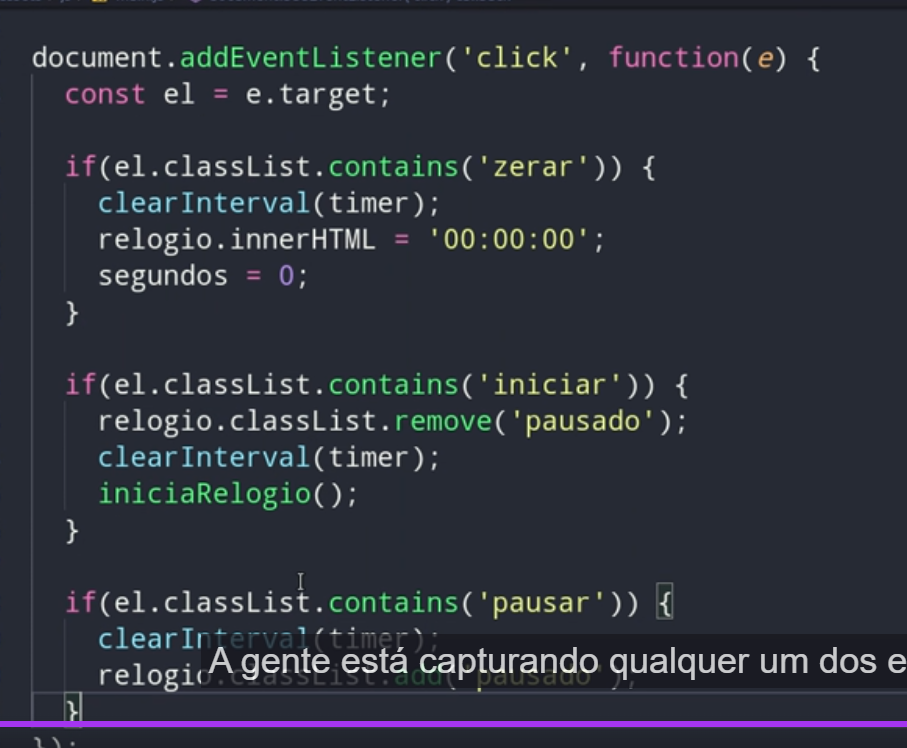 document.addEventListener('click', function(e) {
const el = e.target;
if(el.classList.contains('zerar')) {
clearInterval(timer);
relogio.innerHTML = '00:00:00';
segundos = 0;
}
if(el.classList.contains('iniciar')) {
relogio.classList.remove('pausado');
clearInterval(timer);
iniciaRelogio();
}
if(el.classList.contains('pausar')) {
clearInterval(timer);
relogio.classList.add('pausado');
A gente está capturando qualquer um dos e
}
});